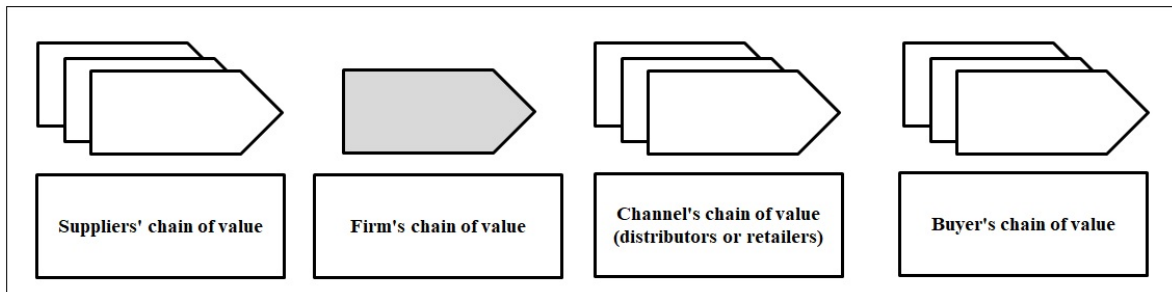 Suppliers' chain of value
Firm's chain of value
Channel's chain of value
(distributors or retailers)
Buyer's chain of value